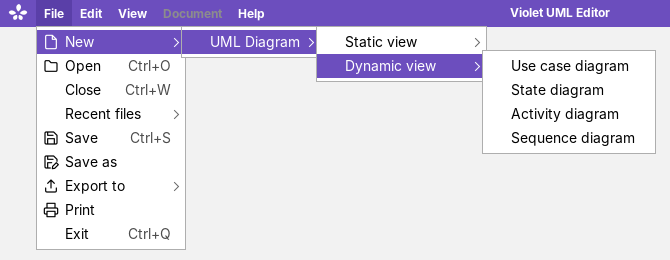 File Edit View Document Help Violet UML Editor
New UML Diagram Static view
Open Ctrl+O Dynamic view Use case diagram
Close Ctrl+W State diagram
Recent files Activity diagram
Save Ctrl+S Sequence diagram
Save as
Export to
Print
Exit Ctrl+Q